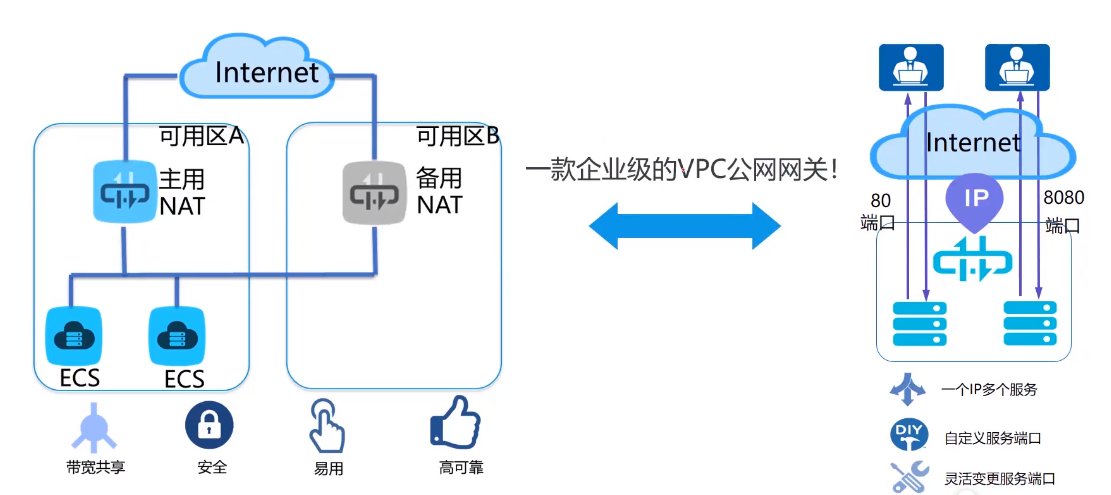 Internet
可用区A
主用
NAT
可用区B
备用
NAT
ECS
ECS
带宽共享
安全
易用
高可靠
一款企业级的VPC公网网关！
Internet
IP
80
端口
8080
端口
一个IP多个服务
DIY
自定义服务端口
灵活变更服务端口